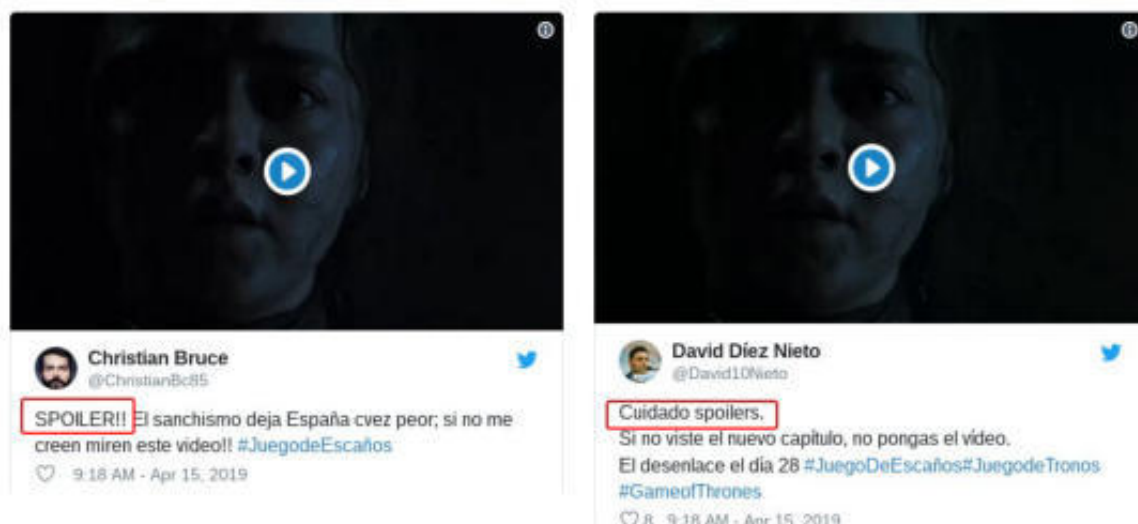 Christian Bruce
@ChristianBc85
SPOILER!! El sanchismo deja España cvez peor; si no me
creen miren este video!! #JuegodeEscaños
9:18 AM - Apr 15, 2019
David Díez Nieto
@David10Nieto
Cuidado spoilers.
Si no viste el nuevo capítulo, no pongas el vídeo.
El desenlace el día 28 #JuegoDeEscaños#JuegodeTronos
#GameofThrones
8 9:18 AM - Apr 15, 2019